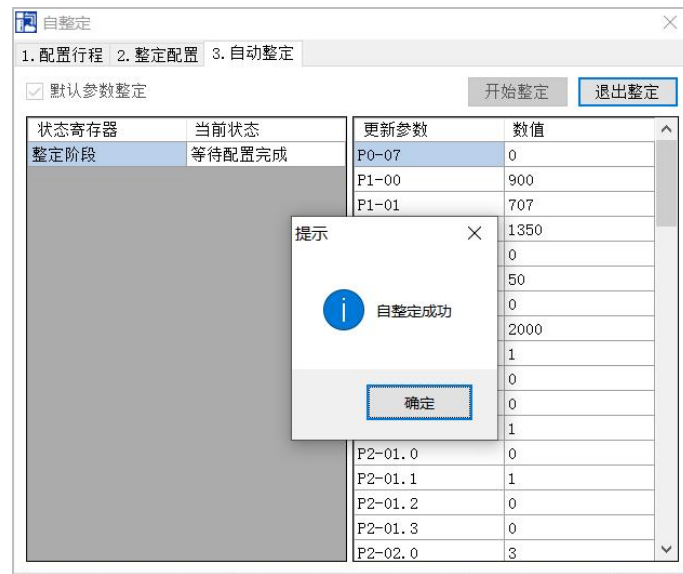 自整定
1.配置行程 2.整定配置 3.自动整定
默认参数整定 开始整定 退出整定
状态寄存器 当前状态 更新参数 数值
整定阶段 等待配置完成 P0-07 0
P1-00 900
P1-01 707
提示 1350
0
50
自整定成功 0
2000
1
0
确定 0
1
P2-01.0 0
P2-01.1 1
P2-01.2 0
P2-01.3 0
P2-02.0 3